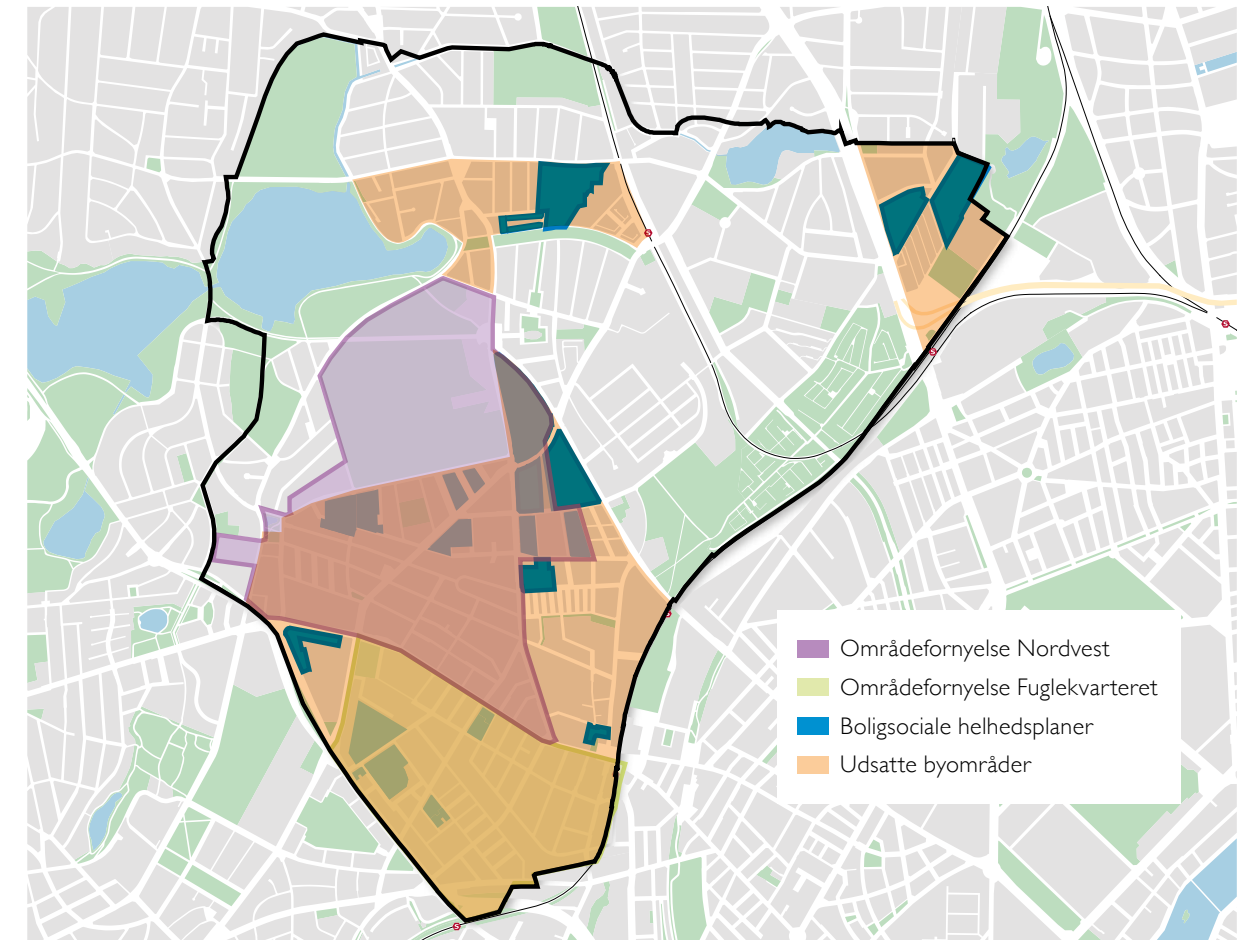 Områdefornyelse Nordvest
Områdefornyelse Fuglekvarteret
Boligsociale helhedsplaner
Udsatte byområder